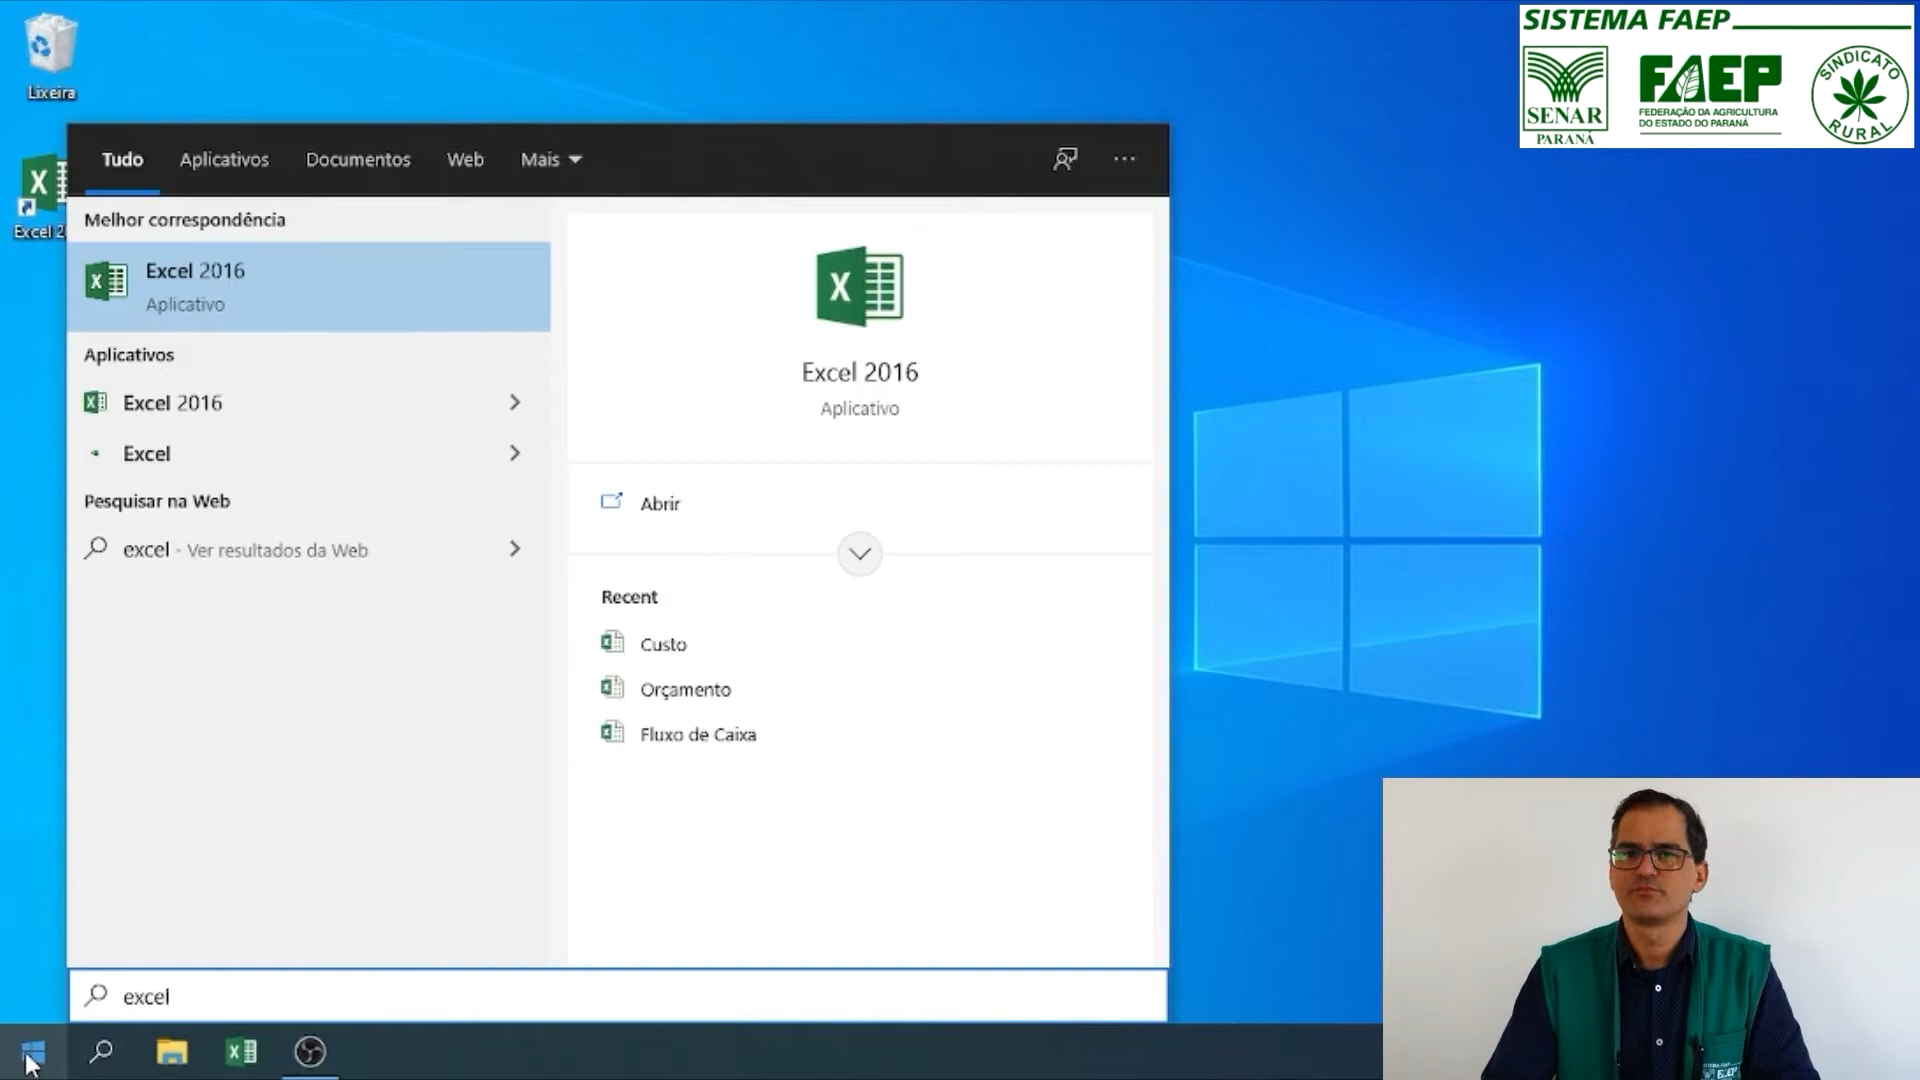 Lixeira
Excel 2
Tudo
Aplicativos
Documentos
Web
Mais
Melhor correspondência
Excel 2016
Aplicativo
Aplicativos
Excel 2016
Excel
Pesquisar na Web
excel - Ver resultados da Web
Excel 2016
Aplicativo
Abrir
Recent
Custo
Orçamento
Fluxo de Caixa
excel
SISTEMA FAEP
SENAR
PARANÁ
FAEP
FEDERAÇÃO DA AGRICULTURA
DO ESTADO DO PARANÁ
SINDICATO
RURAL